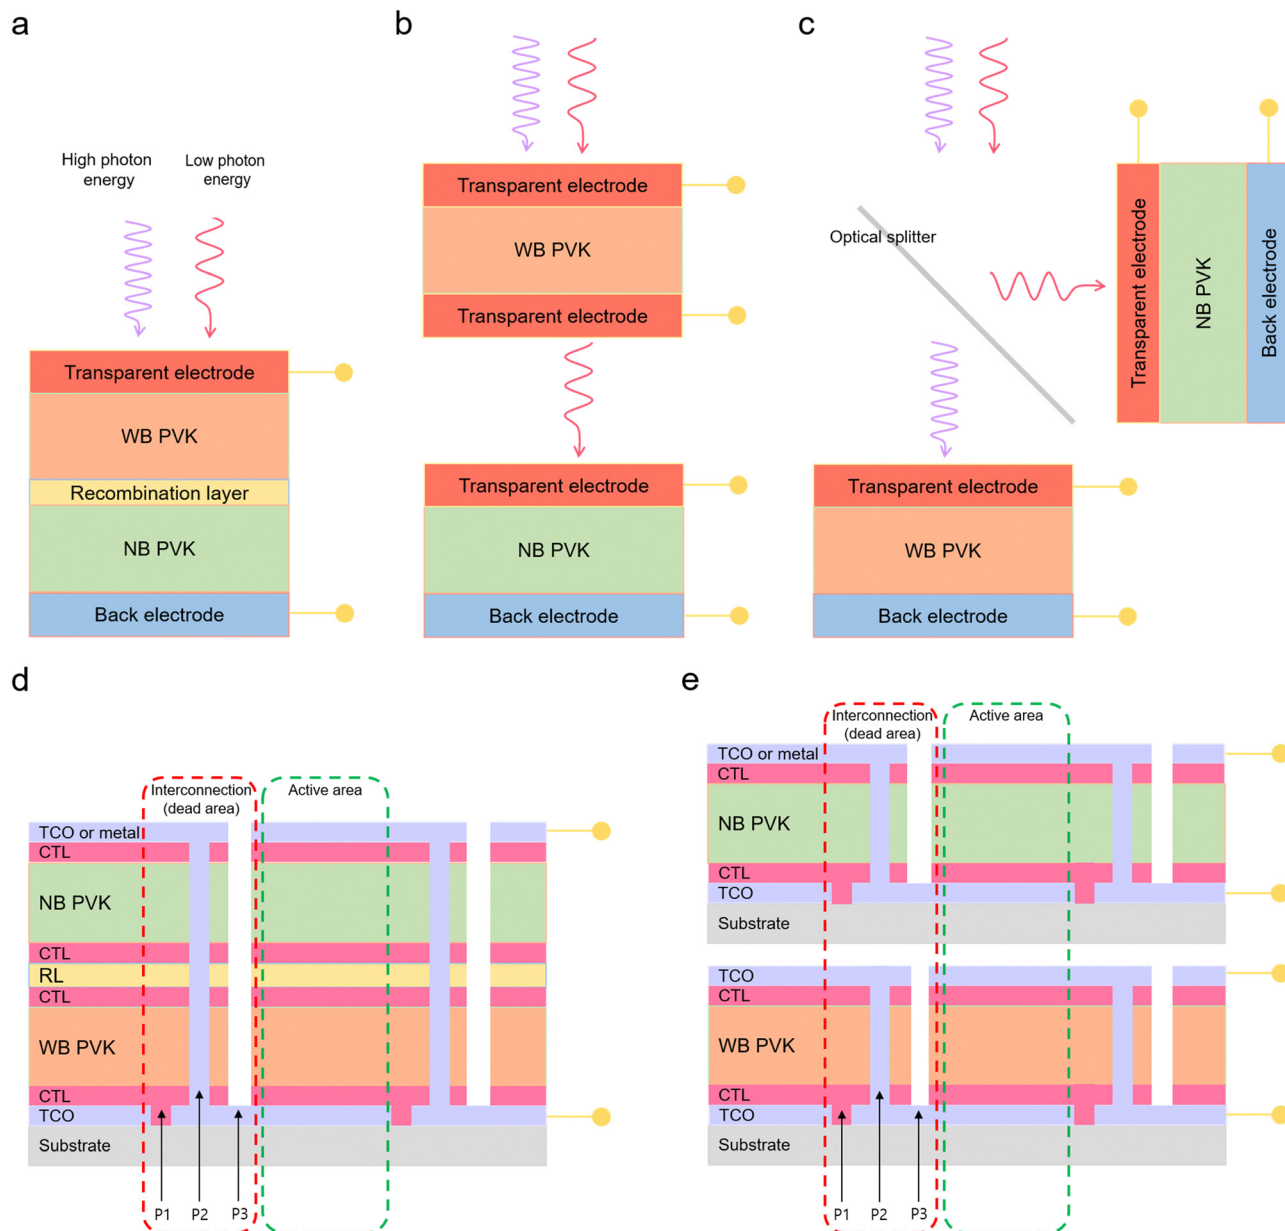 a
High photon
energy
Low photon
energy
Transparent electrode
WB PVK
Recombination layer
NB PVK
Back electrode
b
Transparent electrode
WB PVK
Transparent electrode
Transparent electrode
NB PVK
Back electrode
c
Optical splitter
Transparent electrode
NB PVK
Back electrode
Transparent electrode
WB PVK
Back electrode
d
Interconnection
(dead area)
Active area
TCO or metal
CTL
NB PVK
CTL
RL
CTL
WB PVK
CTL
TCO
Substrate
P1
P2
P3
e
Interconnection
(dead area)
Active area
TCO or metal
CTL
NB PVK
CTL
TCO
Substrate
TCO
CTL
WB PVK
CTL
TCO
Substrate
P1
P2
P3